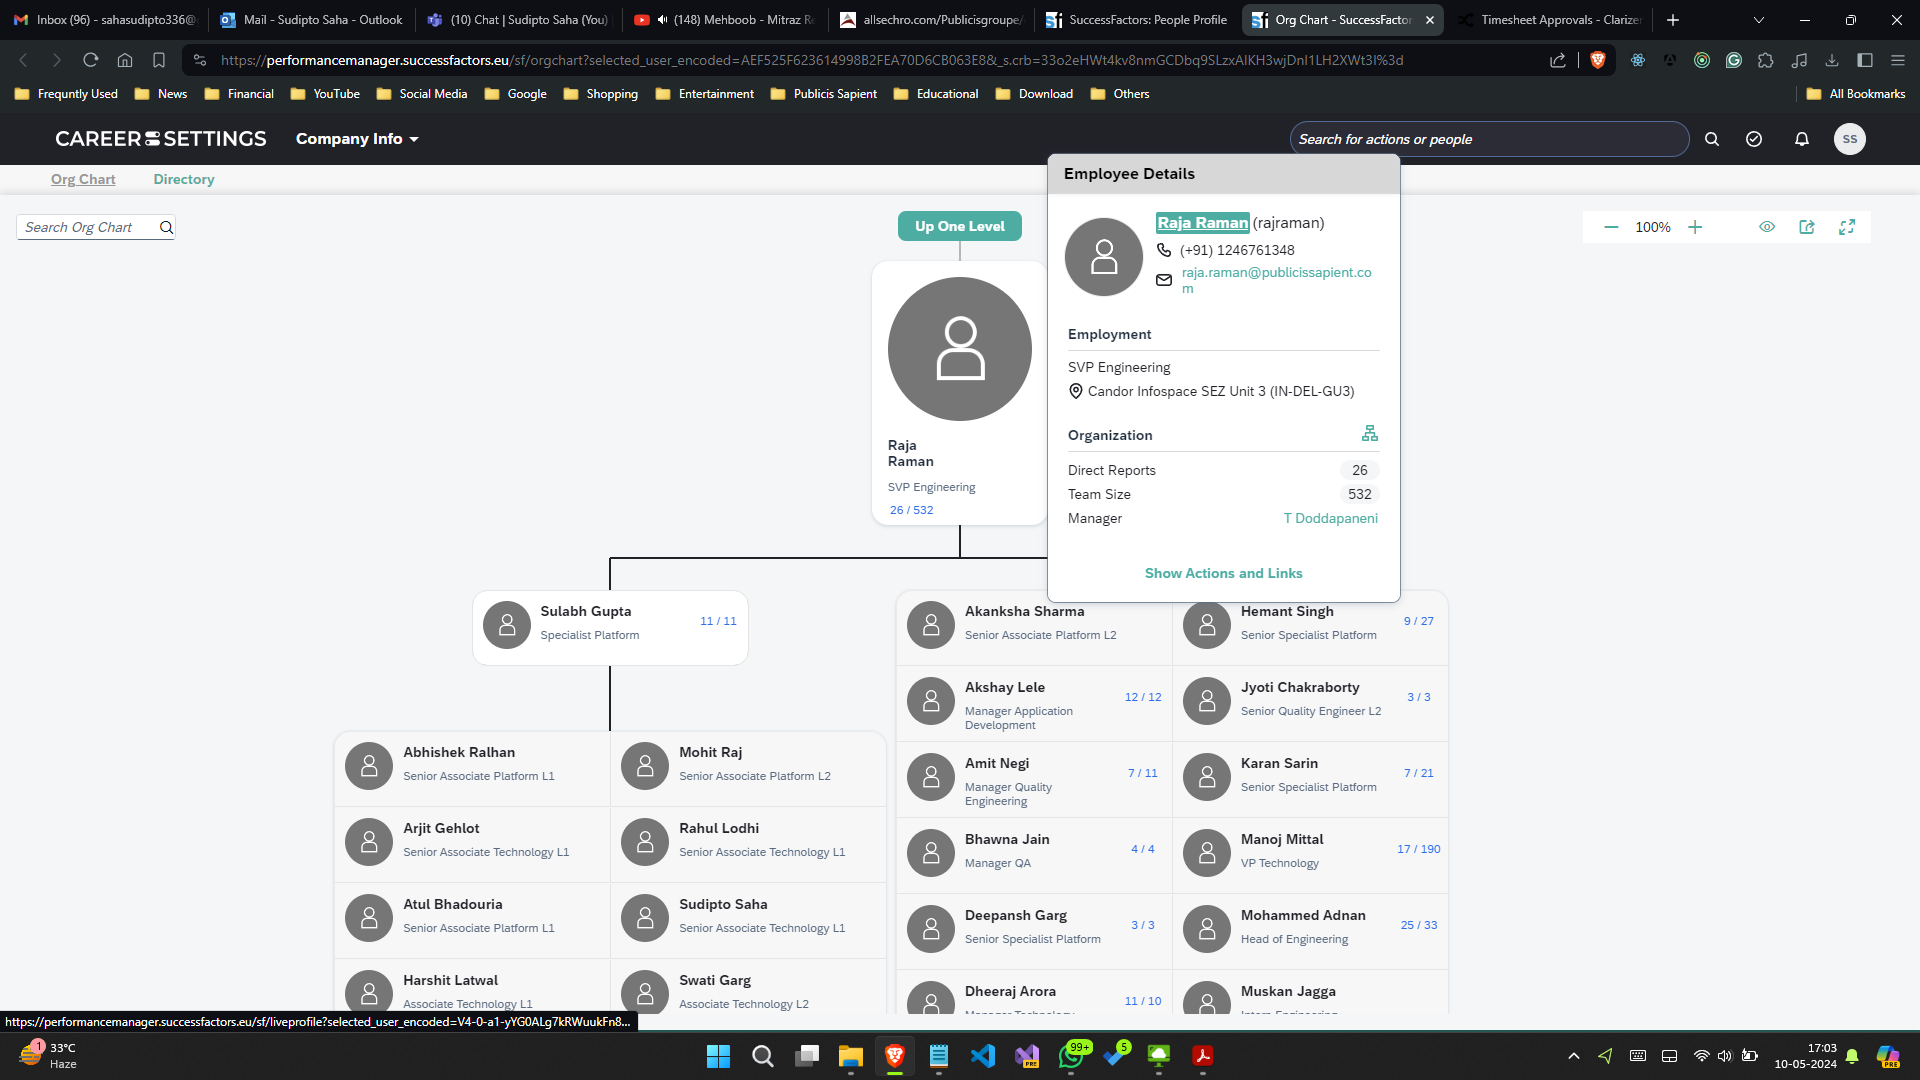 Inbox (96) - sahasudipto336@
Mail - Sudipto Saha - Outlook
(10) Chat | Sudipto Saha (You)
(148) Mehboob - Mitraz
allsechro.com/Publicisgroupe/
SuccessFactors: People Profile
Org Chart - SuccessFactor
Timesheet Approvals - Clarizen
https://performancemanager.successfactors.eu/sf/orgchart?selected_user_encoded=AEF525F623614998B2FEA70D6CB063E8&_s.crb=33o2eHWt4kv8nmGCDbq9SLzxAlKH3wjDnI1LH2XWt3I%3d
Frequntly Used
News
Financial
YouTube
Social Media
Google
Shopping
Entertainment
Publicis Sapient
Educational
Download
Others
All Bookmarks
CAREER SETTINGS
Company Info
Search for actions or people
SS
Org Chart
Directory
Search Org Chart
Up One Level
100%
Raja
Raman
SVP Engineering
26 / 532
Employee Details
Raja Raman (rajraman)
(+91) 1246761348
raja.raman@publicissapient.co
m
Employment
SVP Engineering
Candor Infospace SEZ Unit 3 (IN-DEL-GU3)
Organization
Direct Reports 26
Team Size 532
Manager T Doddapaneni
Show Actions and Links
Sulabh Gupta
Specialist Platform
11 / 11
Abhishek Ralhan
Senior Associate Platform L1
Mohit Raj
Senior Associate Platform L2
Arjit Gehlot
Senior Associate Technology L1
Rahul Lodhi
Senior Associate Technology L1
Atul Bhadouria
Senior Associate Platform L1
Sudipto Saha
Senior Associate Technology L1
Harshit Latwal
Associate Technology L1
Swati Garg
Associate Technology L2
Akanksha Sharma
Senior Associate Platform L2
Hemant Singh
Senior Specialist Platform
9 / 27
Akshay Lele
Manager Application
Development
12 / 12
Jyoti Chakraborty
Senior Quality Engineer L2
3 / 3
Amit Negi
Manager Quality
Engineering
7 / 11
Karan Sarin
Senior Specialist Platform
7 / 21
Bhawna Jain
Manager QA
4 / 4
Manoj Mittal
VP Technology
17 / 190
Deepansh Garg
Senior Specialist Platform
3 / 3
Mohammed Adnan
Head of Engineering
25 / 33
Dheeraj Arora
Manager Technology
11 / 10
Muskan Jagga
Intern Engineering
https://performancemanager.successfactors.eu/sf/liveprofile?selected_user_encoded=V4-0-a1-yYG0ALg7kRWuukFn8...
1
33°C
Haze
PRE
99+
5
17:03
10-05-2024
PRE